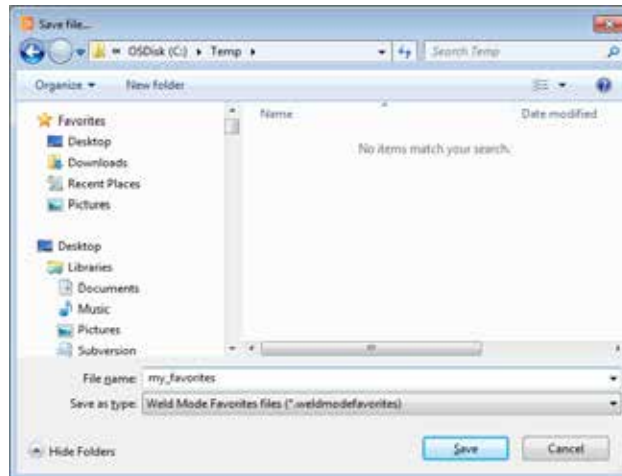 Save file...
OSDisk (C:) ▸ Temp ▸
Search Temp
Organize
New folder
Name
Date modified
No items match your search.
Favorites
Desktop
Downloads
Recent Places
Pictures
Desktop
Libraries
Documents
Music
Pictures
Subversion
File name: my_favorites
Save as type: Weld Mode Favorites files (*.weldmodefavorites)
Hide Folders
Save
Cancel